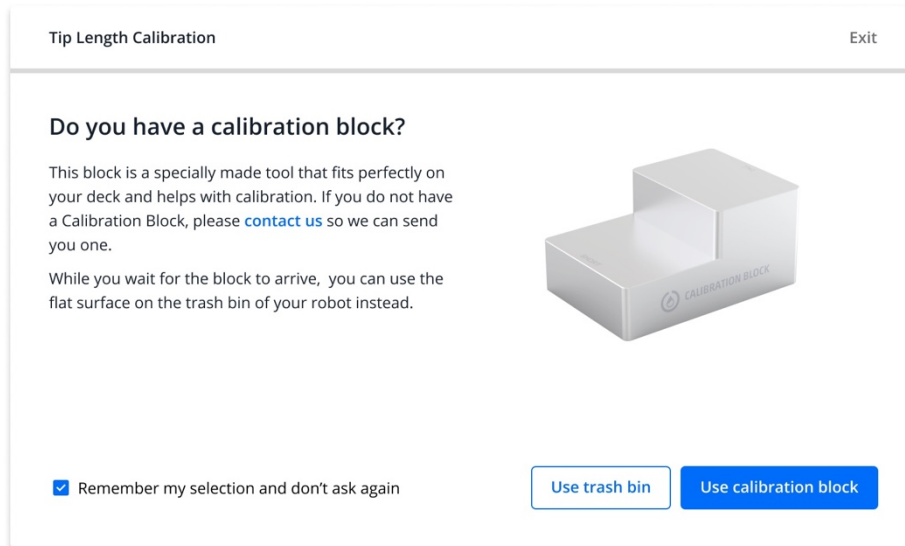 Tip Length Calibration
Exit
Do you have a calibration block?
This block is a specially made tool that fits perfectly on
your deck and helps with calibration. If you do not have
a Calibration Block, please contact us so we can send
you one.
While you wait for the block to arrive, you can use the
flat surface on the trash bin of your robot instead.
CALIBRATION BLOCK
Remember my selection and don’t ask again
Use trash bin
Use calibration block